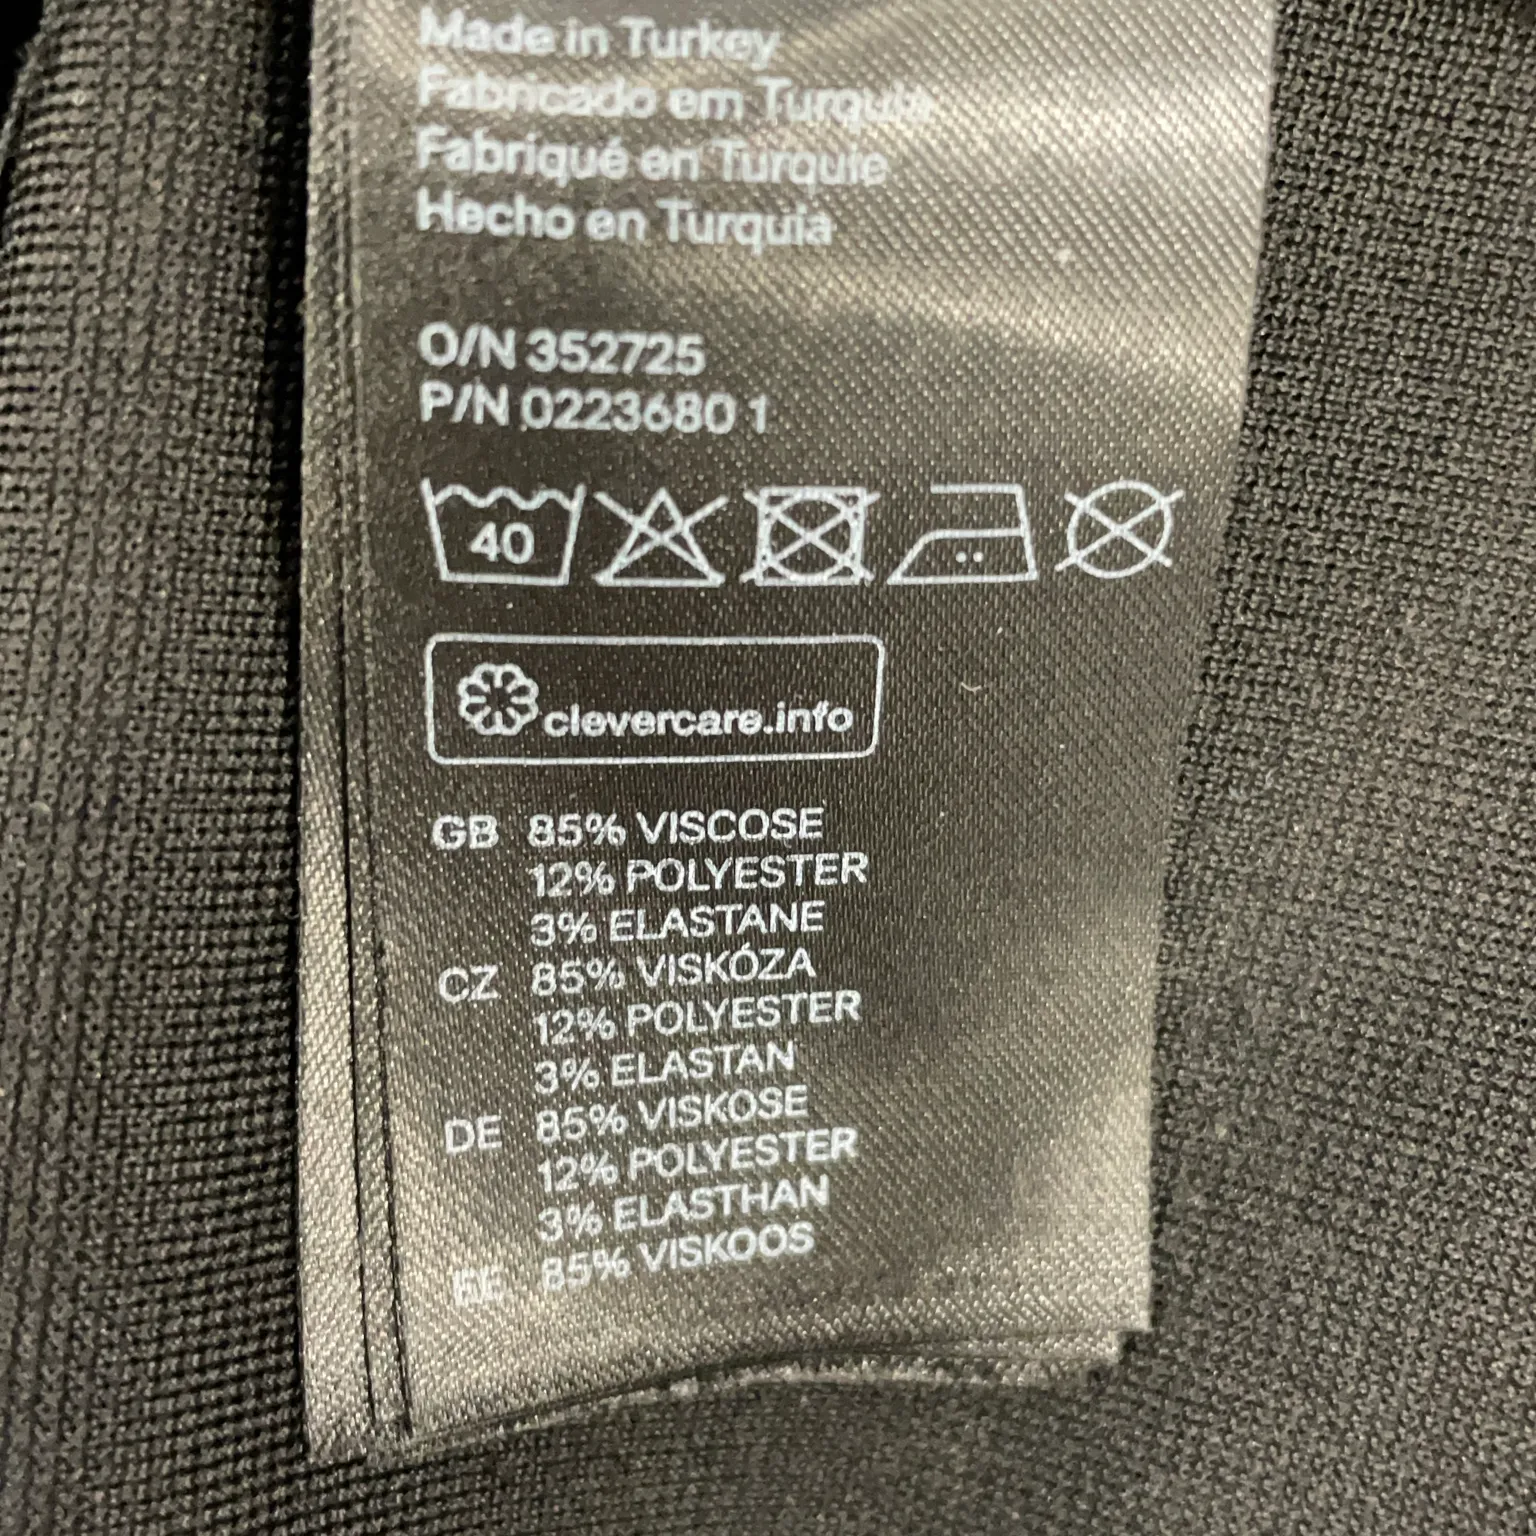 Made in Turkey
Fabricado em Turquia
Fabriqué en Turquie
Hecho en Turquia
O/N 352725
P/N 0223680 1
40
clevercare.info
GB 85% VISCOSE
12% POLYESTER
3% ELASTANE
CZ 85% VISKÓZA
12% POLYESTER
3% ELASTAN
DE 85% VISKOSE
12% POLYESTER
3% ELASTHAN
EE 85% VISKOOS